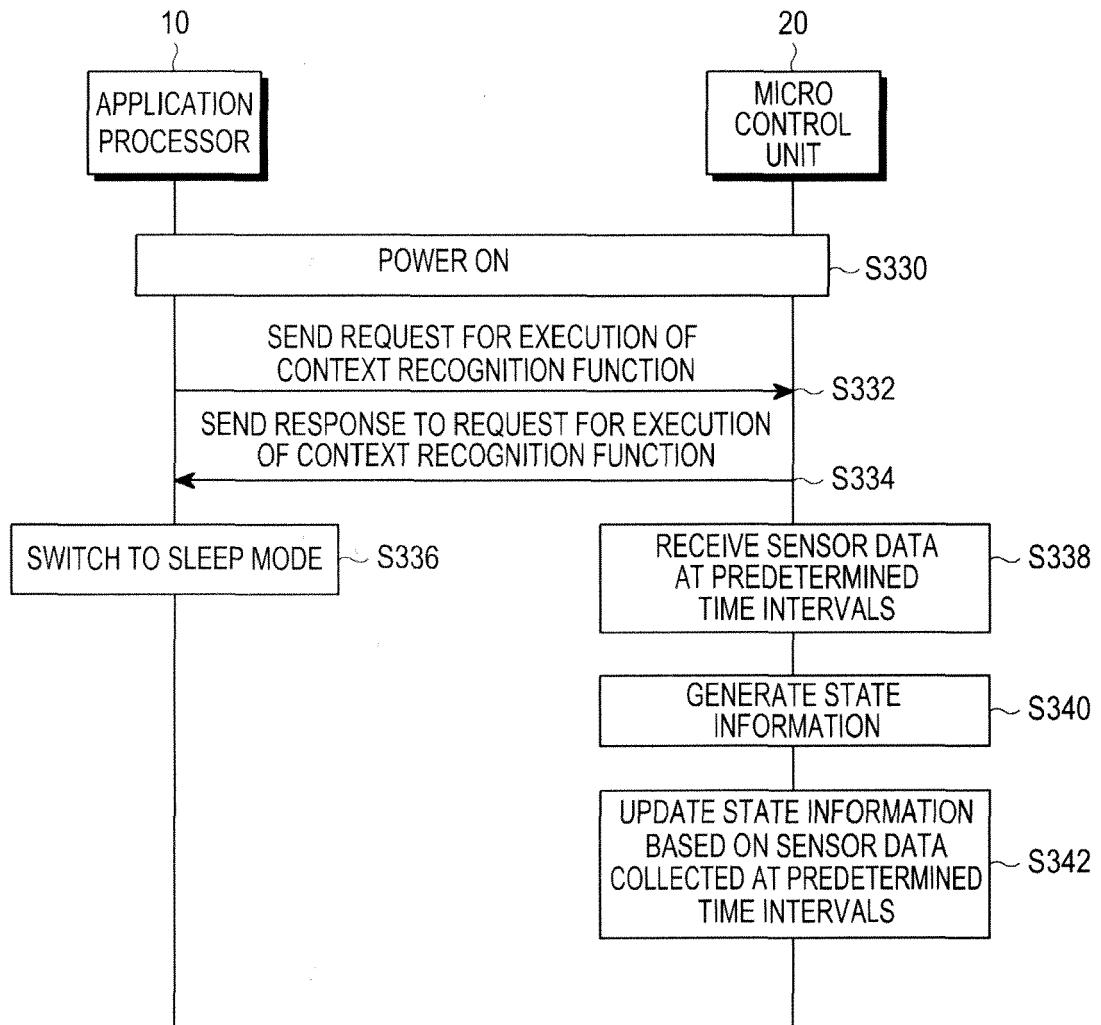 10
20
APPLICATION
PROCESSOR
MICRO
CONTROL
UNIT
POWER ON
S330
SEND REQUEST FOR EXECUTION OF
CONTEXT RECOGNITION FUNCTION
S332
SEND RESPONSE TO REQUEST FOR EXECUTION
OF CONTEXT RECOGNITION FUNCTION
S334
SWITCH TO SLEEP MODE
S336
RECEIVE SENSOR DATA
AT PREDETERMINED
TIME INTERVALS
S338
GENERATE STATE
INFORMATION
S340
UPDATE STATE INFORMATION
BASED ON SENSOR DATA
COLLECTED AT PREDETERMINED
TIME INTERVALS
S342